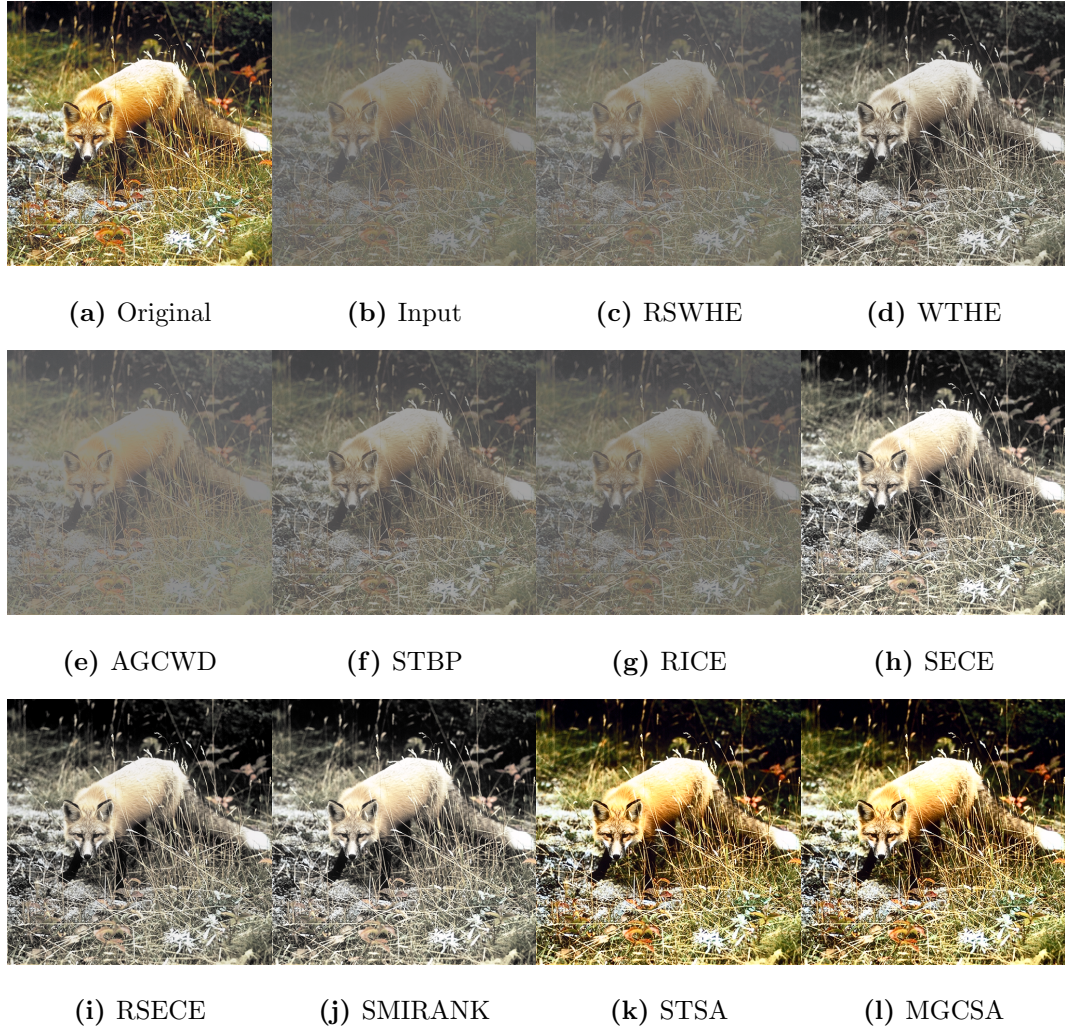 (a) Original (b) Input (c) RSWHE (d) WTHE
(e) AGCWD (f) STBP (g) RICE (h) SECE
(i) RSECE (j) SMIRANK (k) STSA (l) MGCSA